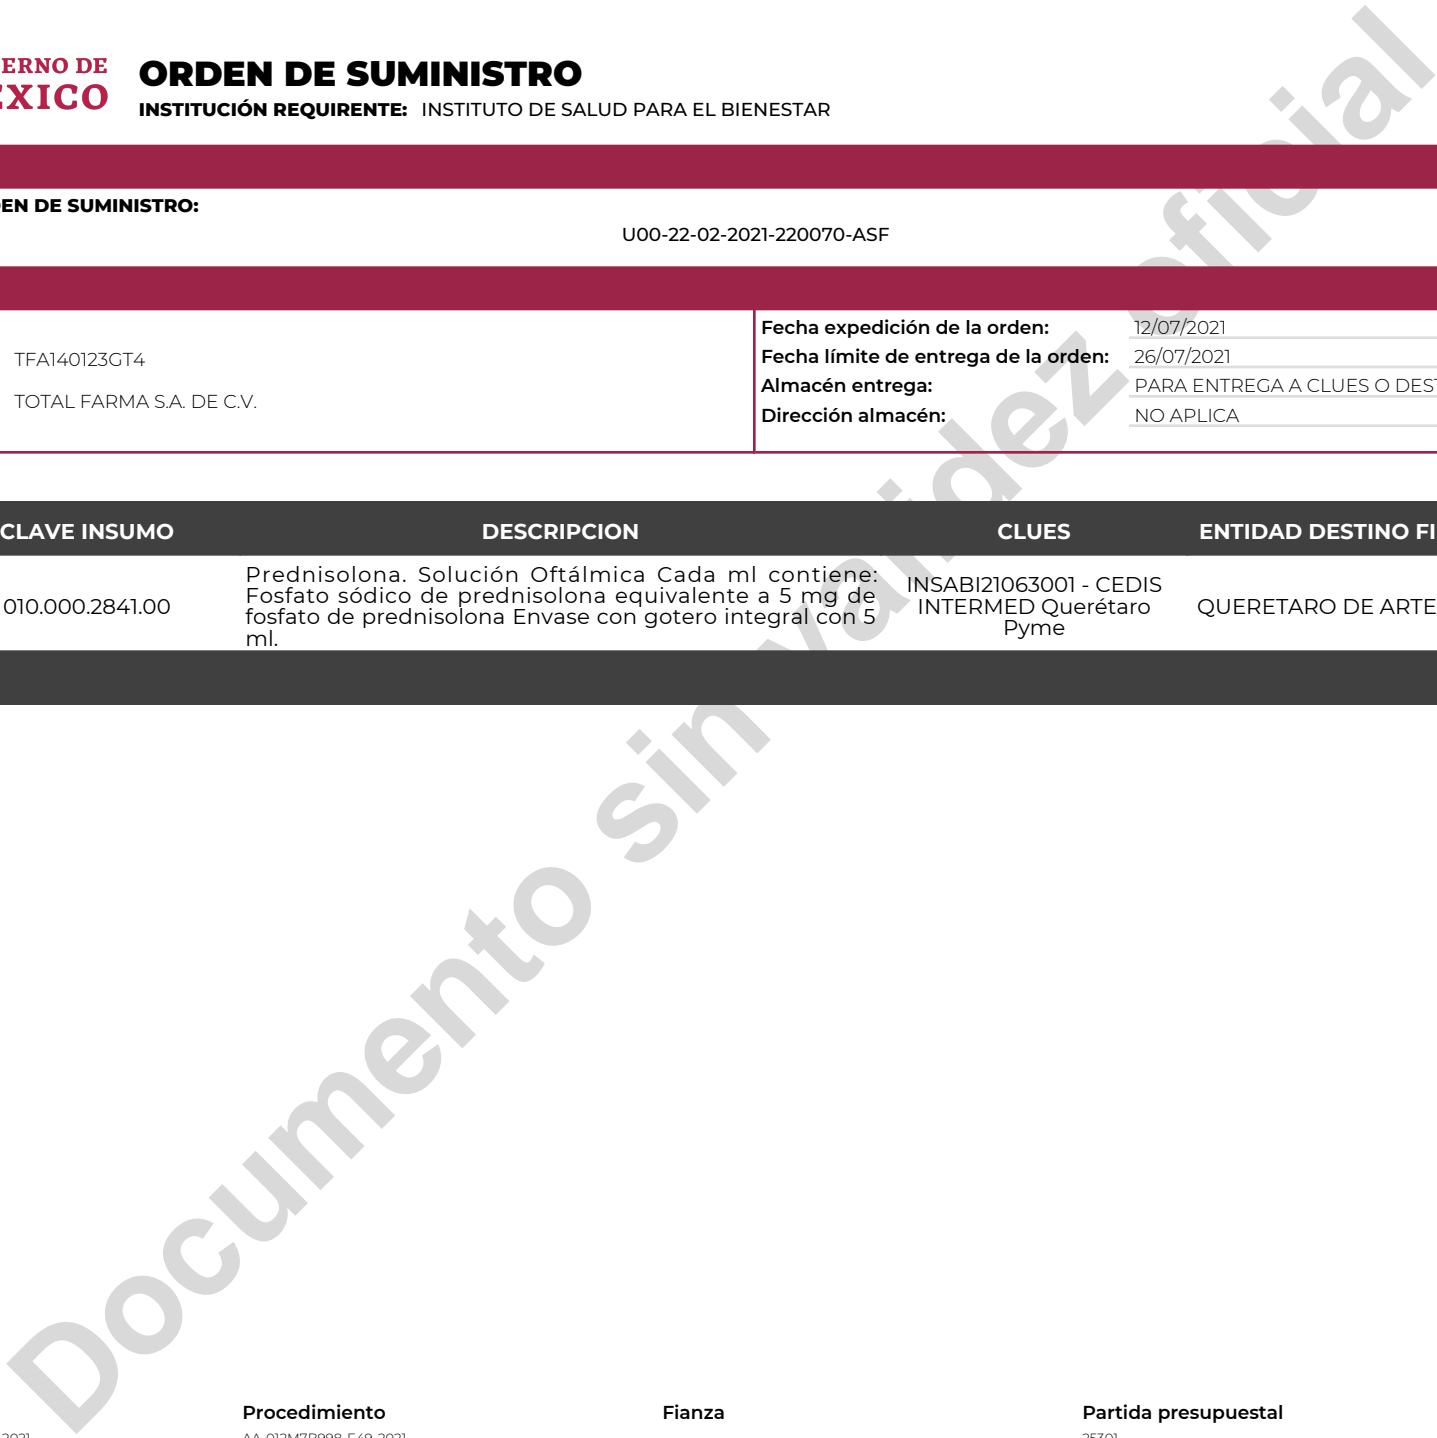 ERNO DE
EXICO
ORDEN DE SUMINISTRO
INSTITUCIÓN REQUIRENTE: INSTITUTO DE SALUD PARA EL BIENESTAR
EN DE SUMINISTRO:
U00-22-02-2021-220070-ASF
TFA140123GT4
TOTAL FARMA S.A. DE C.V.
Fecha expedición de la orden: 12/07/2021
Fecha límite de entrega de la orden: 26/07/2021
Almacén entrega: PARA ENTREGA A CLUES O DEST
Dirección almacén: NO APLICA
CLAVE INSUMO DESCRIPCION CLUES ENTIDAD DESTINO FI
010.000.2841.00
Prednisolona. Solución Oftálmica Cada ml contiene:
Fosfato sódico de prednisolona equivalente a 5 mg de
fosfato de prednisolona Envase con gotero integral con 5
ml.
INSABI21063001 - CEDIS
INTERMED Querétaro
Pyme
QUERETARO DE ARTE
Documento sin validez oficial
Procedimiento Fianza Partida presupuestal